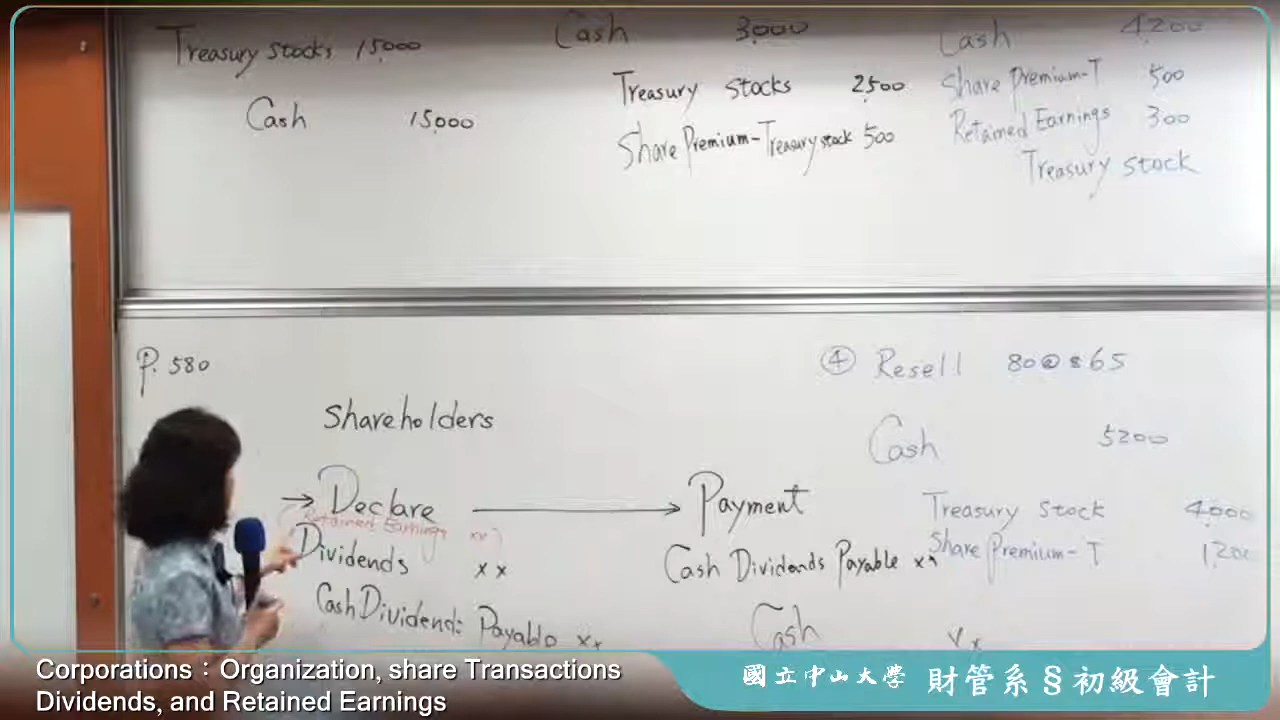 Treasury stocks 15,000
Cash 15,000
Cash 3,000
Treasury stocks 2,500
Share Premium-Treasury stock 500
Cash 4,200
Share Premium-T 500
Retained Earnings 300
Treasury stock
P. 580
Shareholders
→ Declare → Payment
(Retained Earnings xx)
Dividends xx
Cash Dividends Payable xx
Cash Dividends Payable xx
Cash xx
④ Resell 80@$65
Cash 5200
Treasury Stock 4,000
Share Premium-T 1,200
Corporations：Organization, share Transactions
Dividends, and Retained Earnings
國立中山大學 財管系§初級會計